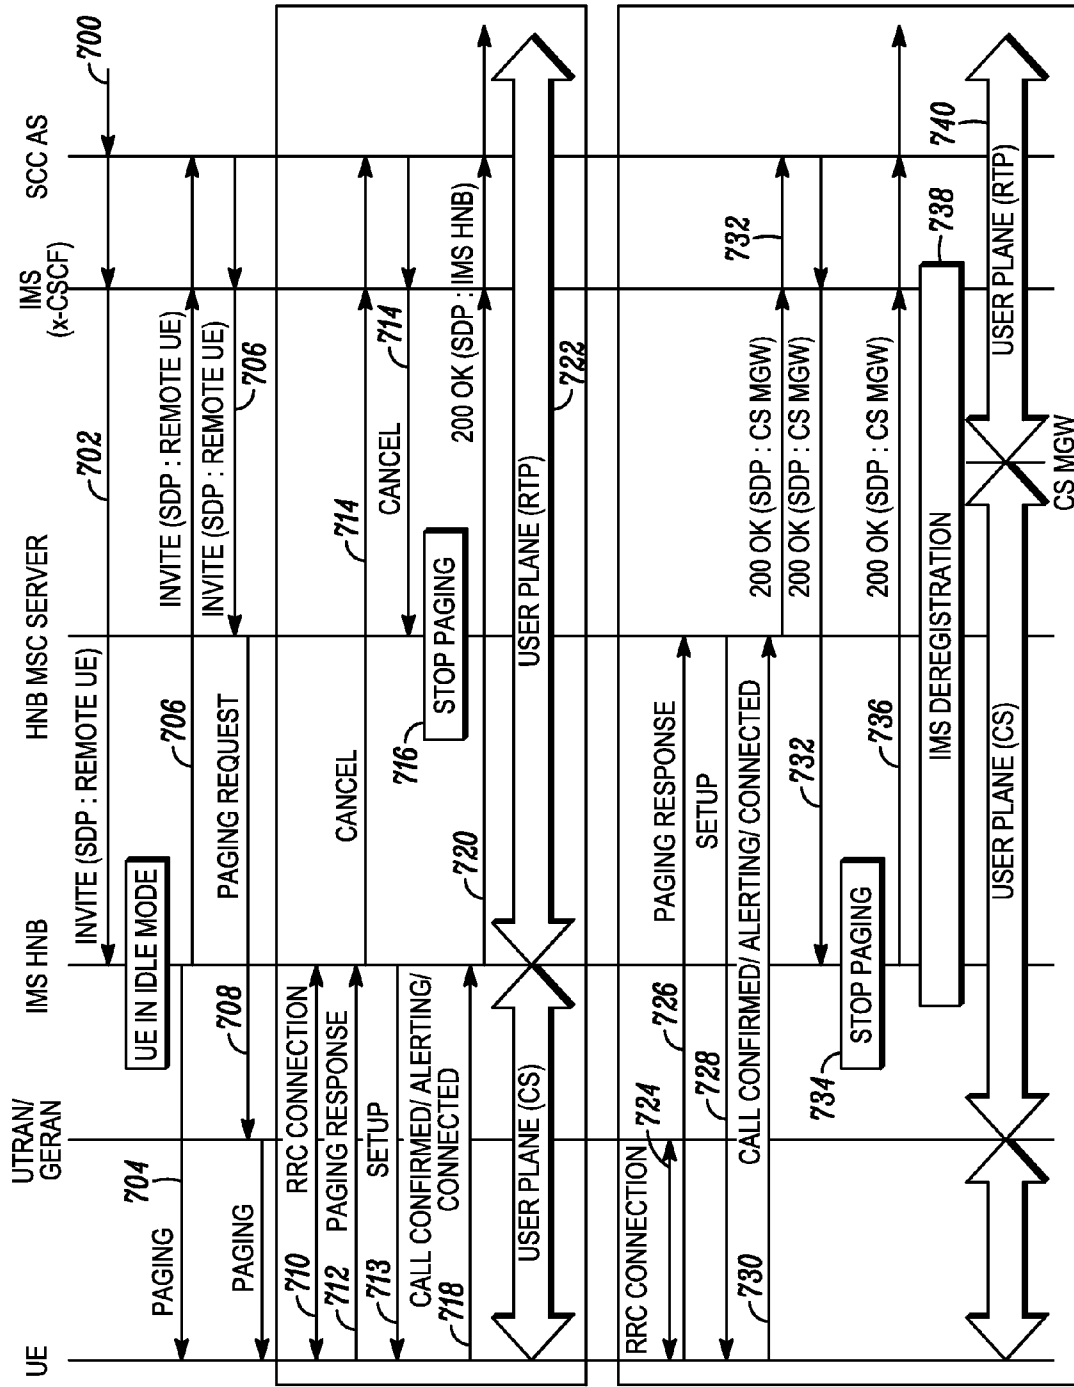 UE
UTRAN/
GERAN
IMS HNB
HNB MSC SERVER
IMS
(x-CSCF)
SCC AS
700
INVITE (SDP : REMOTE UE)
702
UE IN IDLE MODE
PAGING
704
706
INVITE (SDP : REMOTE UE)
INVITE (SDP : REMOTE UE)
706
708
PAGING REQUEST
PAGING
710
RRC CONNECTION
712
PAGING RESPONSE
CANCEL
714
713
SETUP
CANCEL
714
716
STOP PAGING
718
CALL CONFIRMED/ ALERTING/
CONNECTED
720
200 OK (SDP : IMS HNB)
USER PLANE (CS)
USER PLANE (RTP)
722
RRC CONNECTION
724
726
PAGING RESPONSE
728
SETUP
730
CALL CONFIRMED/ ALERTING/ CONNECTED
200 OK (SDP : CS MGW)
732
732
200 OK (SDP : CS MGW)
734
STOP PAGING
736
200 OK (SDP : CS MGW)
IMS DEREGISTRATION
738
USER PLANE (CS)
USER PLANE (RTP)
740
CS MGW